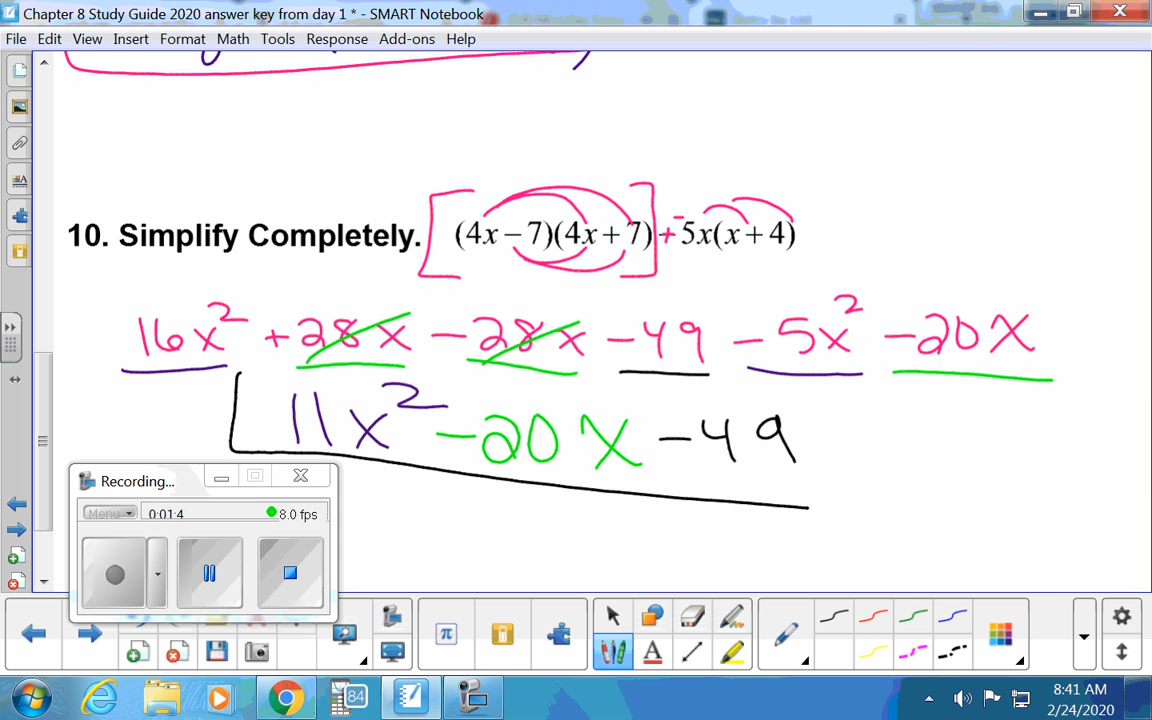 Chapter 8 Study Guide 2020 answer key from day 1 * - SMART Notebook
File Edit View Insert Format Math Tools Response Add-ons Help
10. Simplify Completely. [(4x − 7)(4x + 7)] + -5x(x + 4)
16x² + 28x − 28x − 49 − 5x² − 20x
11x² − 20x − 49
Recording...
Menu 0:01:4 8.0 fps
π A
84
8:41 AM
2/24/2020